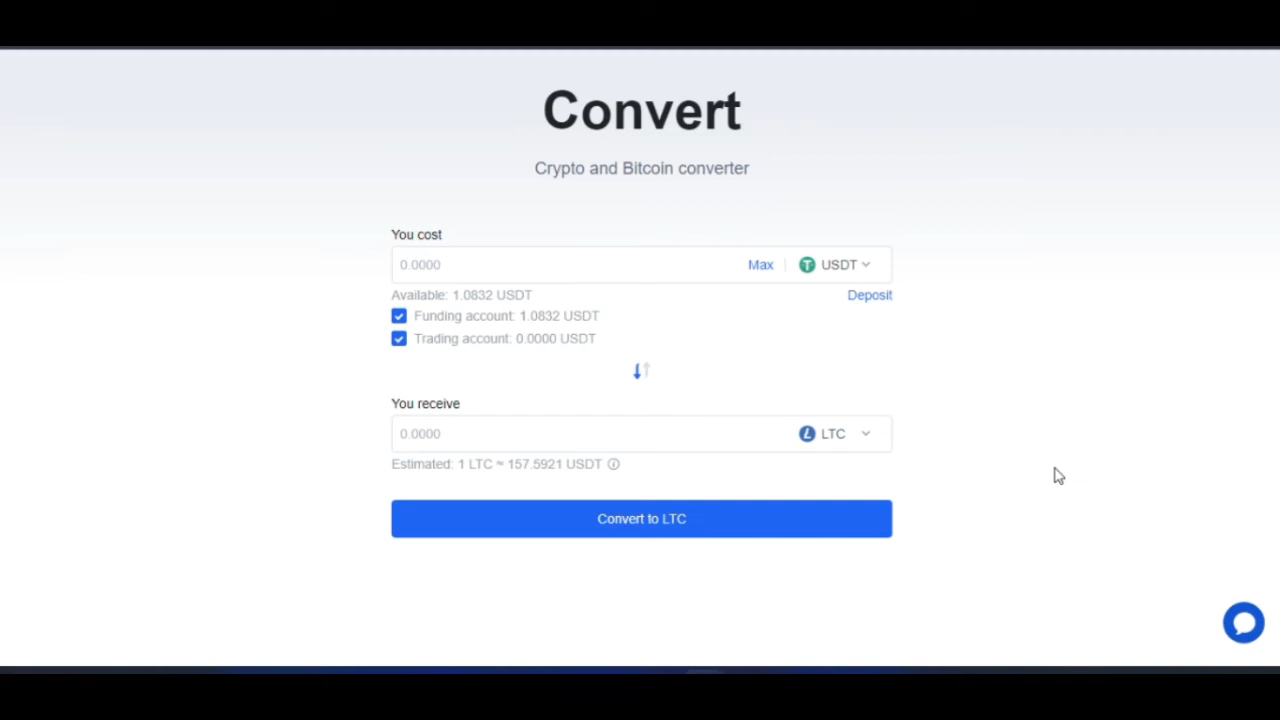 Convert
Crypto and Bitcoin converter
You cost
0.0000 Max USDT
Available: 1.0832 USDT Deposit
Funding account: 1.0832 USDT
Trading account: 0.0000 USDT
You receive
0.0000 LTC
Estimated: 1 LTC ≈ 157.5921 USDT
Convert to LTC